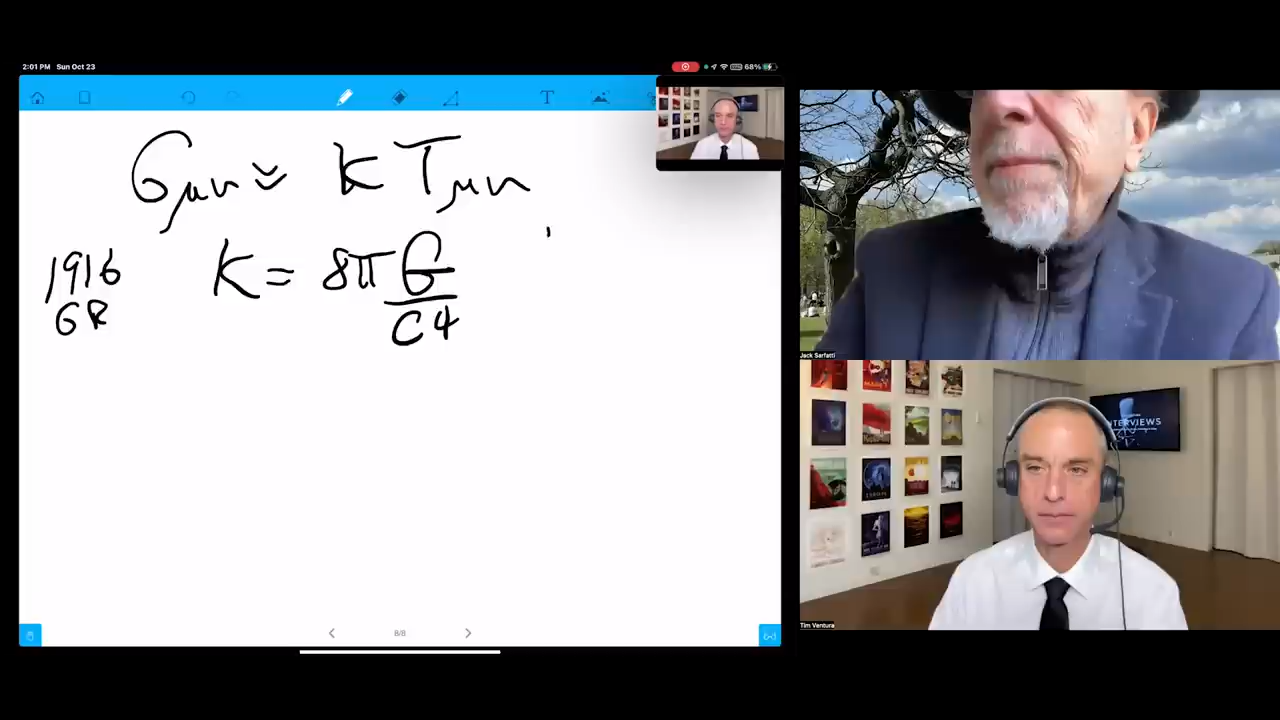 2:01 PM Sun Oct 23
68%
T
Gμν ≈ K Tμν
1916
GR
K = 8π G
C4
8/8
Jack Sarfatti
INTERVIEWS
Tim Ventura